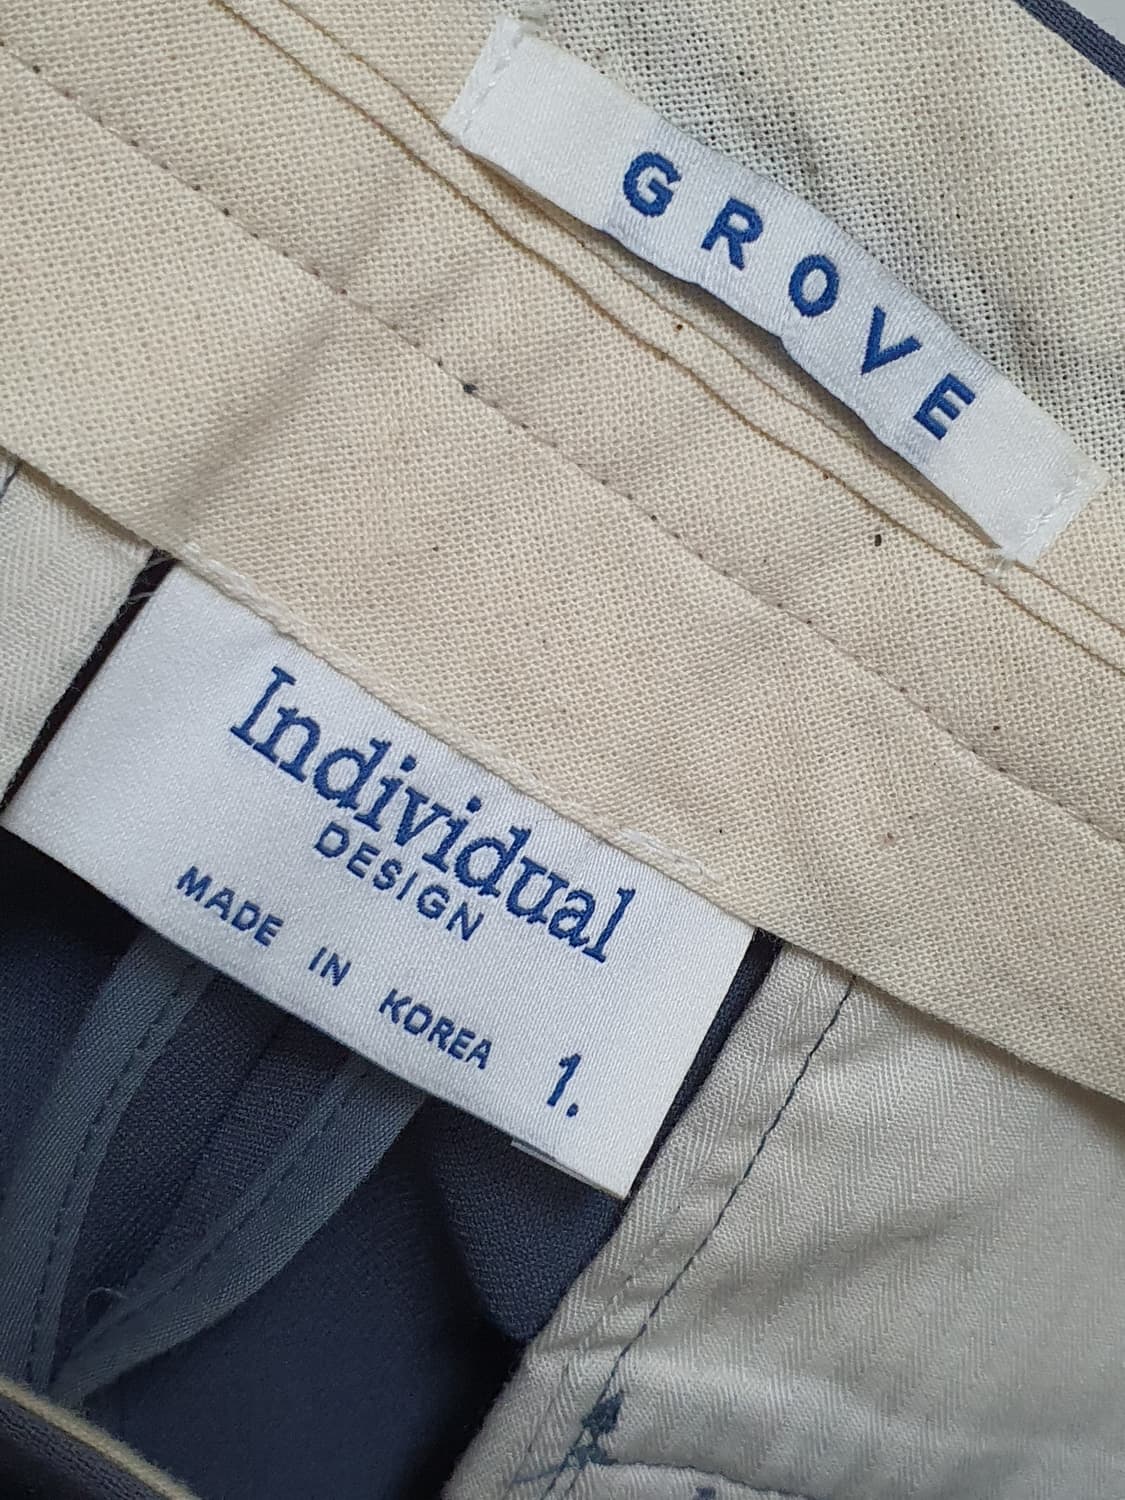 GROVE
Individual
DESIGN
MADE IN KOREA 1.